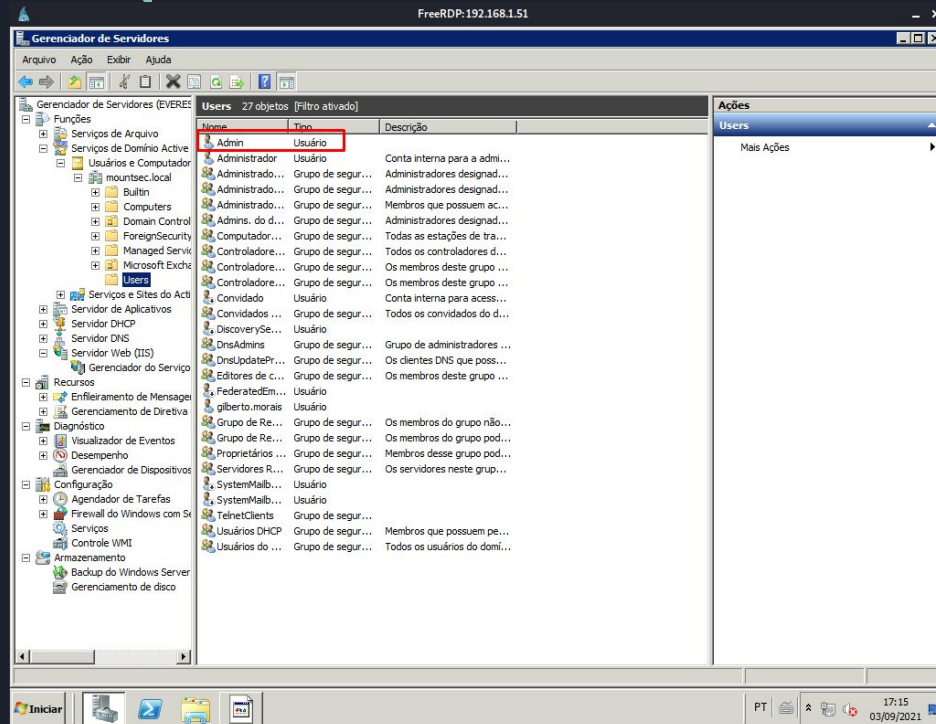 FreeRDP: 192.168.1.51
Gerenciador de Servidores
Arquivo Ação Exibir Ajuda
Gerenciador de Servidores (EVERES
Funções
Serviços de Arquivo
Serviços de Domínio Active
Usuários e Computador
mountsec.local
Builtin
Computers
Domain Control
ForeignSecurity
Managed Servic
Microsoft Excha
Users
Serviços e Sites do Acti
Servidor de Aplicativos
Servidor DHCP
Servidor DNS
Servidor Web (IIS)
Gerenciador do Serviço
Recursos
Enfileiramento de Mensage
Gerenciamento de Diretiva
Diagnóstico
Visualizador de Eventos
Desempenho
Gerenciador de Dispositivos
Configuração
Agendador de Tarefas
Firewall do Windows com Se
Serviços
Controle WMI
Armazenamento
Backup do Windows Server
Gerenciamento de disco
Users 27 objetos [Filtro ativado]
Nome Tipo Descrição
Admin Usuário
Administrador Usuário Conta interna para a admi...
Administrado... Grupo de segur... Administradores designad...
Administrado... Grupo de segur... Administradores designad...
Administrado... Grupo de segur... Membros que possuem ac...
Admins. do d... Grupo de segur... Administradores designad...
Computador... Grupo de segur... Todas as estações de tra...
Controladore... Grupo de segur... Todos os controladores d...
Controladore... Grupo de segur... Os membros deste grupo ...
Controladore... Grupo de segur... Os membros deste grupo ...
Convidado Usuário Conta interna para acess...
Convidados ... Grupo de segur... Todos os convidados do d...
DiscoverySe... Usuário
DnsAdmins Grupo de segur... Grupo de administradores ...
DnsUpdatePr... Grupo de segur... Os clientes DNS que poss...
Editores de c... Grupo de segur... Os membros deste grupo ...
FederatedEm... Usuário
gilberto.morais Usuário
Grupo de Re... Grupo de segur... Os membros do grupo não...
Grupo de Re... Grupo de segur... Os membros do grupo pod...
Proprietários ... Grupo de segur... Membros desse grupo pod...
Servidores R... Grupo de segur... Os servidores neste grup...
SystemMailb... Usuário
SystemMailb... Usuário
TelnetClients Grupo de segur...
Usuários DHCP Grupo de segur... Membros que possuem pe...
Usuários do ... Grupo de segur... Todos os usuários do domí...
Ações
Users
Mais Ações
Iniciar
PT
17:15
03/09/2021